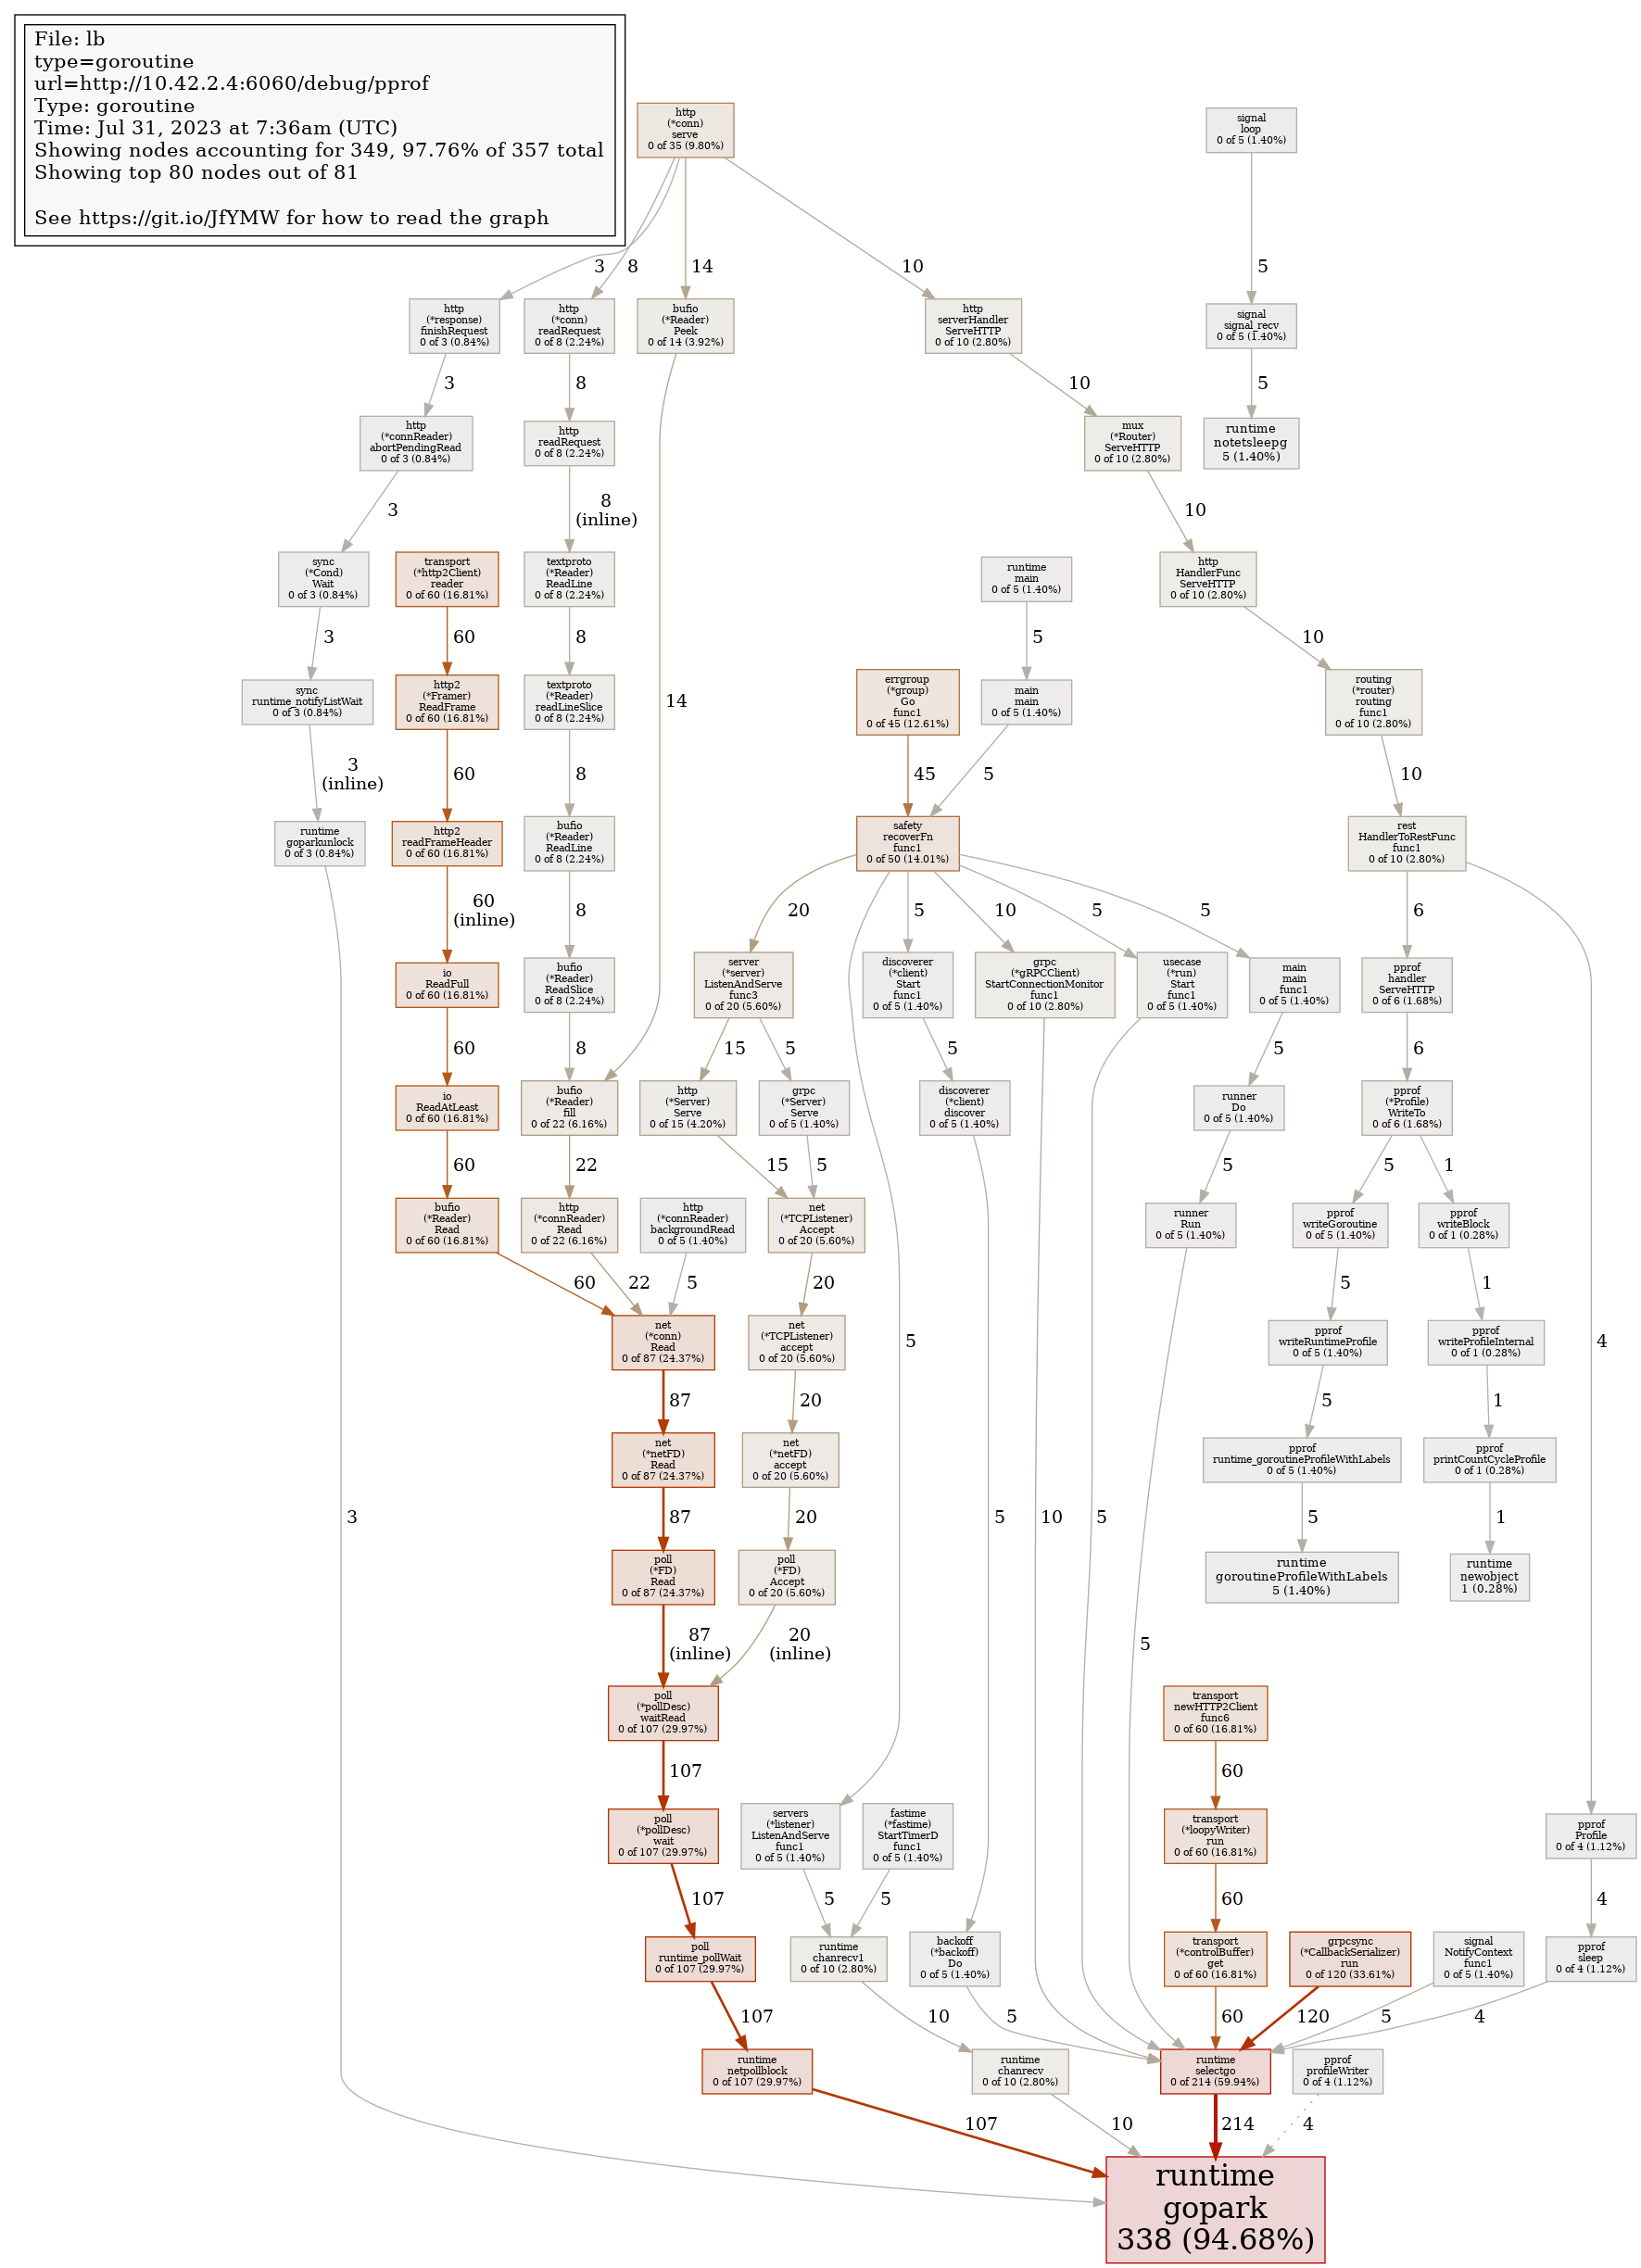 File: lb
type=goroutine
url=http://10.42.2.4:6060/debug/pprof
Type: goroutine
Time: Jul 31, 2023 at 7:36am (UTC)
Showing nodes accounting for 349, 97.76% of 357 total
Showing top 80 nodes out of 81
See https://git.io/JfYMW for how to read the graph
http
(*conn)
serve
0 of 35 (9.80%)
signal
loop
0 of 5 (1.40%)
3
8
14
10
5
http
(*response)
finishRequest
0 of 3 (0.84%)
http
(*conn)
readRequest
0 of 8 (2.24%)
bufio
(*Reader)
Peek
0 of 14 (3.92%)
http
serverHandler
ServeHTTP
0 of 10 (2.80%)
signal
signal_recv
0 of 5 (1.40%)
3
8
10
5
http
(*connReader)
abortPendingRead
0 of 3 (0.84%)
http
readRequest
0 of 8 (2.24%)
mux
(*Router)
ServeHTTP
0 of 10 (2.80%)
runtime
notetsleepg
5 (1.40%)
3
8
(inline)
10
sync
(*Cond)
Wait
0 of 3 (0.84%)
transport
(*http2Client)
reader
0 of 60 (16.81%)
textproto
(*Reader)
ReadLine
0 of 8 (2.24%)
runtime
main
0 of 5 (1.40%)
http
HandlerFunc
ServeHTTP
0 of 10 (2.80%)
3
60
8
5
10
sync
runtime_notifyListWait
0 of 3 (0.84%)
http2
(*Framer)
ReadFrame
0 of 60 (16.81%)
textproto
(*Reader)
readLineSlice
0 of 8 (2.24%)
14
errgroup
(*group)
Go
func1
0 of 45 (12.61%)
main
main
0 of 5 (1.40%)
routing
(*router)
routing
func1
0 of 10 (2.80%)
3
(inline)
60
8
45
5
10
runtime
goparkunlock
0 of 3 (0.84%)
http2
readFrameHeader
0 of 60 (16.81%)
bufio
(*Reader)
ReadLine
0 of 8 (2.24%)
safety
recoverFn
func1
0 of 50 (14.01%)
rest
HandlerToRestFunc
func1
0 of 10 (2.80%)
60
(inline)
8
20
5
10
5
5
6
io
ReadFull
0 of 60 (16.81%)
bufio
(*Reader)
ReadSlice
0 of 8 (2.24%)
server
(*server)
ListenAndServe
func3
0 of 20 (5.60%)
discoverer
(*client)
Start
func1
0 of 5 (1.40%)
grpc
(*gRPCClient)
StartConnectionMonitor
func1
0 of 10 (2.80%)
usecase
(*run)
Start
func1
0 of 5 (1.40%)
main
main
func1
0 of 5 (1.40%)
pprof
handler
ServeHTTP
0 of 6 (1.68%)
60
8
15
5
5
5
6
io
ReadAtLeast
0 of 60 (16.81%)
bufio
(*Reader)
fill
0 of 22 (6.16%)
http
(*Server)
Serve
0 of 15 (4.20%)
grpc
(*Server)
Serve
0 of 5 (1.40%)
discoverer
(*client)
discover
0 of 5 (1.40%)
runner
Do
0 of 5 (1.40%)
pprof
(*Profile)
WriteTo
0 of 6 (1.68%)
60
22
15
5
5
5
1
bufio
(*Reader)
Read
0 of 60 (16.81%)
http
(*connReader)
Read
0 of 22 (6.16%)
http
(*connReader)
backgroundRead
0 of 5 (1.40%)
net
(*TCPListener)
Accept
0 of 20 (5.60%)
runner
Run
0 of 5 (1.40%)
pprof
writeGoroutine
0 of 5 (1.40%)
pprof
writeBlock
0 of 1 (0.28%)
60
22
5
20
5
1
net
(*conn)
Read
0 of 87 (24.37%)
net
(*TCPListener)
accept
0 of 20 (5.60%)
5
pprof
writeRuntimeProfile
0 of 5 (1.40%)
pprof
writeProfileInternal
0 of 1 (0.28%)
4
87
20
5
1
net
(*netFD)
Read
0 of 87 (24.37%)
net
(*netFD)
accept
0 of 20 (5.60%)
pprof
runtime_goroutineProfileWithLabels
0 of 5 (1.40%)
pprof
printCountCycleProfile
0 of 1 (0.28%)
3
87
20
5
10
5
5
1
poll
(*FD)
Read
0 of 87 (24.37%)
poll
(*FD)
Accept
0 of 20 (5.60%)
runtime
goroutineProfileWithLabels
5 (1.40%)
runtime
newobject
1 (0.28%)
87
(inline)
20
(inline)
5
poll
(*pollDesc)
waitRead
0 of 107 (29.97%)
transport
newHTTP2Client
func6
0 of 60 (16.81%)
107
60
poll
(*pollDesc)
wait
0 of 107 (29.97%)
servers
(*listener)
ListenAndServe
func1
0 of 5 (1.40%)
fastime
(*fastime)
StartTimerD
func1
0 of 5 (1.40%)
transport
(*loopyWriter)
run
0 of 60 (16.81%)
pprof
Profile
0 of 4 (1.12%)
107
5
5
60
4
poll
runtime_pollWait
0 of 107 (29.97%)
runtime
chanrecv1
0 of 10 (2.80%)
backoff
(*backoff)
Do
0 of 5 (1.40%)
transport
(*controlBuffer)
get
0 of 60 (16.81%)
grpcsync
(*CallbackSerializer)
run
0 of 120 (33.61%)
signal
NotifyContext
func1
0 of 5 (1.40%)
pprof
sleep
0 of 4 (1.12%)
107
10
5
60
120
5
4
runtime
netpollblock
0 of 107 (29.97%)
runtime
chanrecv
0 of 10 (2.80%)
runtime
selectgo
0 of 214 (59.94%)
pprof
profileWriter
0 of 4 (1.12%)
107
10
214
4
runtime
gopark
338 (94.68%)